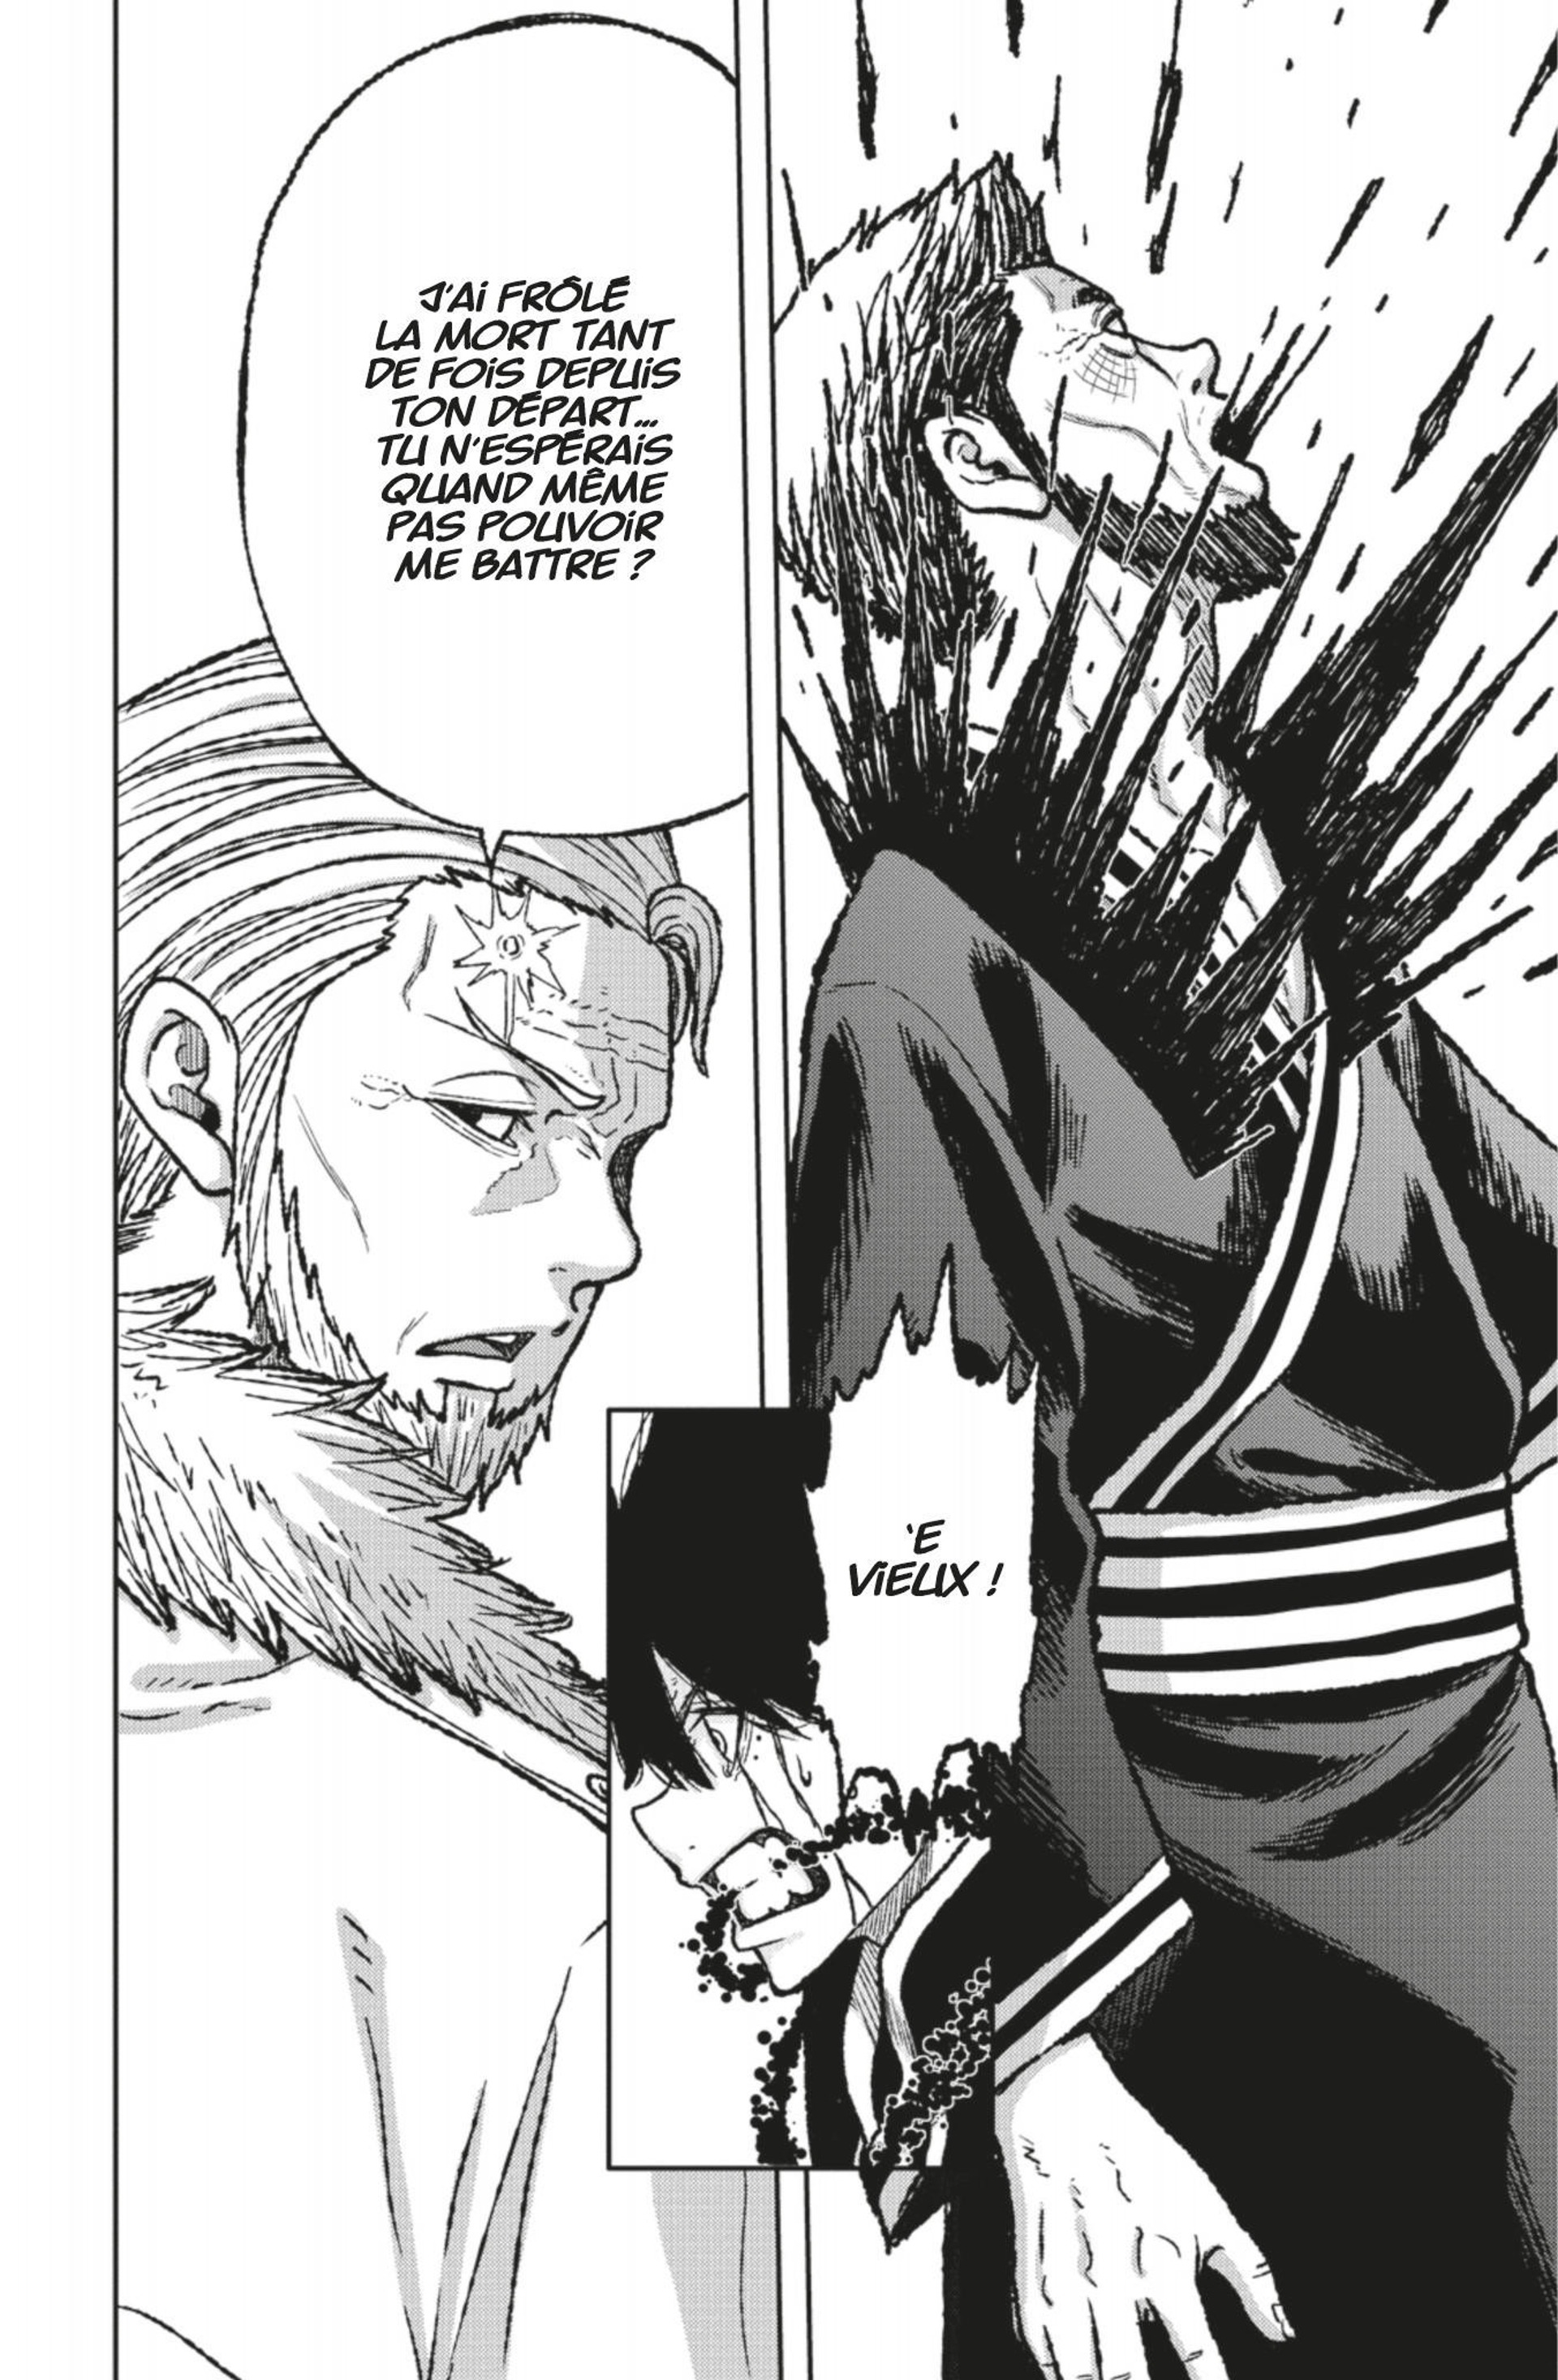 J'AI FRÔLÉ
LA MORT TANT
DE FOIS DEPUIS
TON DÉPART...
TU N'ESPÉRAIS
QUAND MÊME
PAS POUVOIR
ME BATTRE ?
'E
VIEUX !